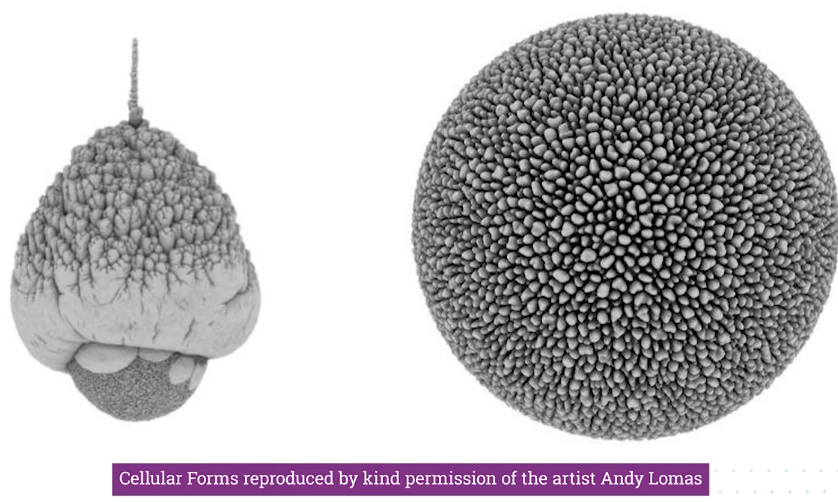 Cellular Forms reproduced by kind permission of the artist Andy Lomas